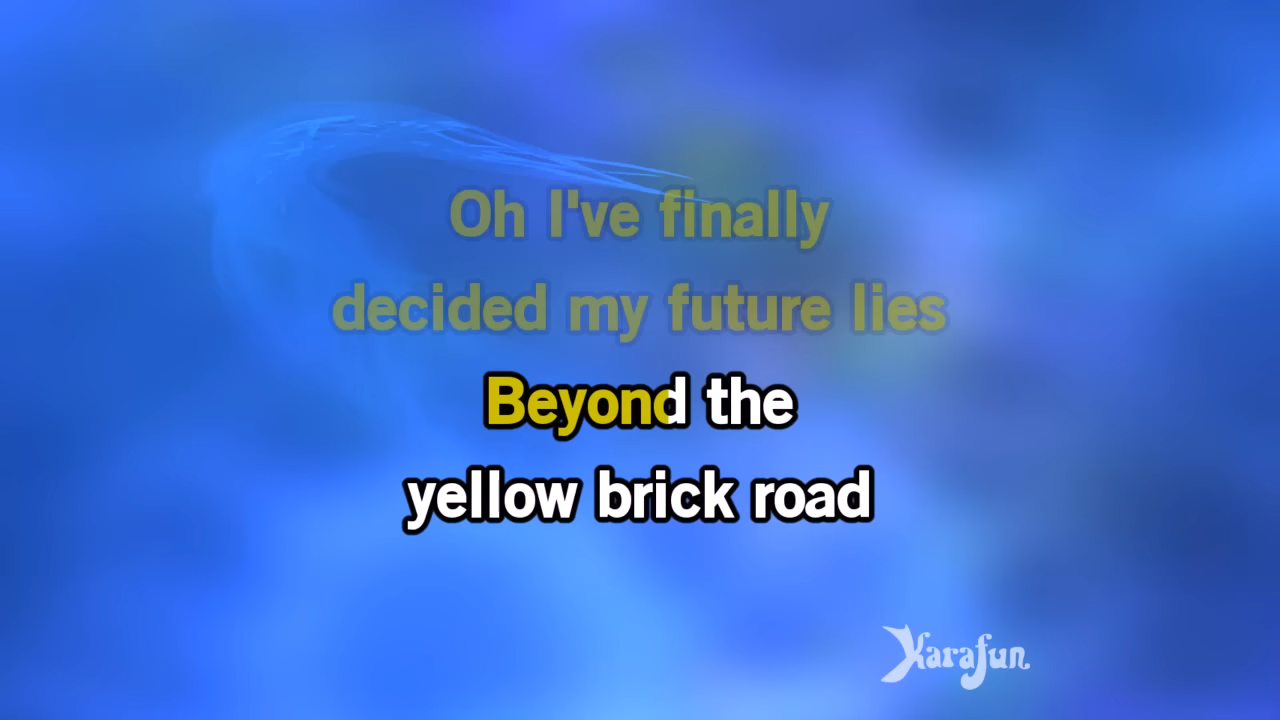 Oh I've finally
decided my future lies
Beyond the
yellow brick road
Karafun